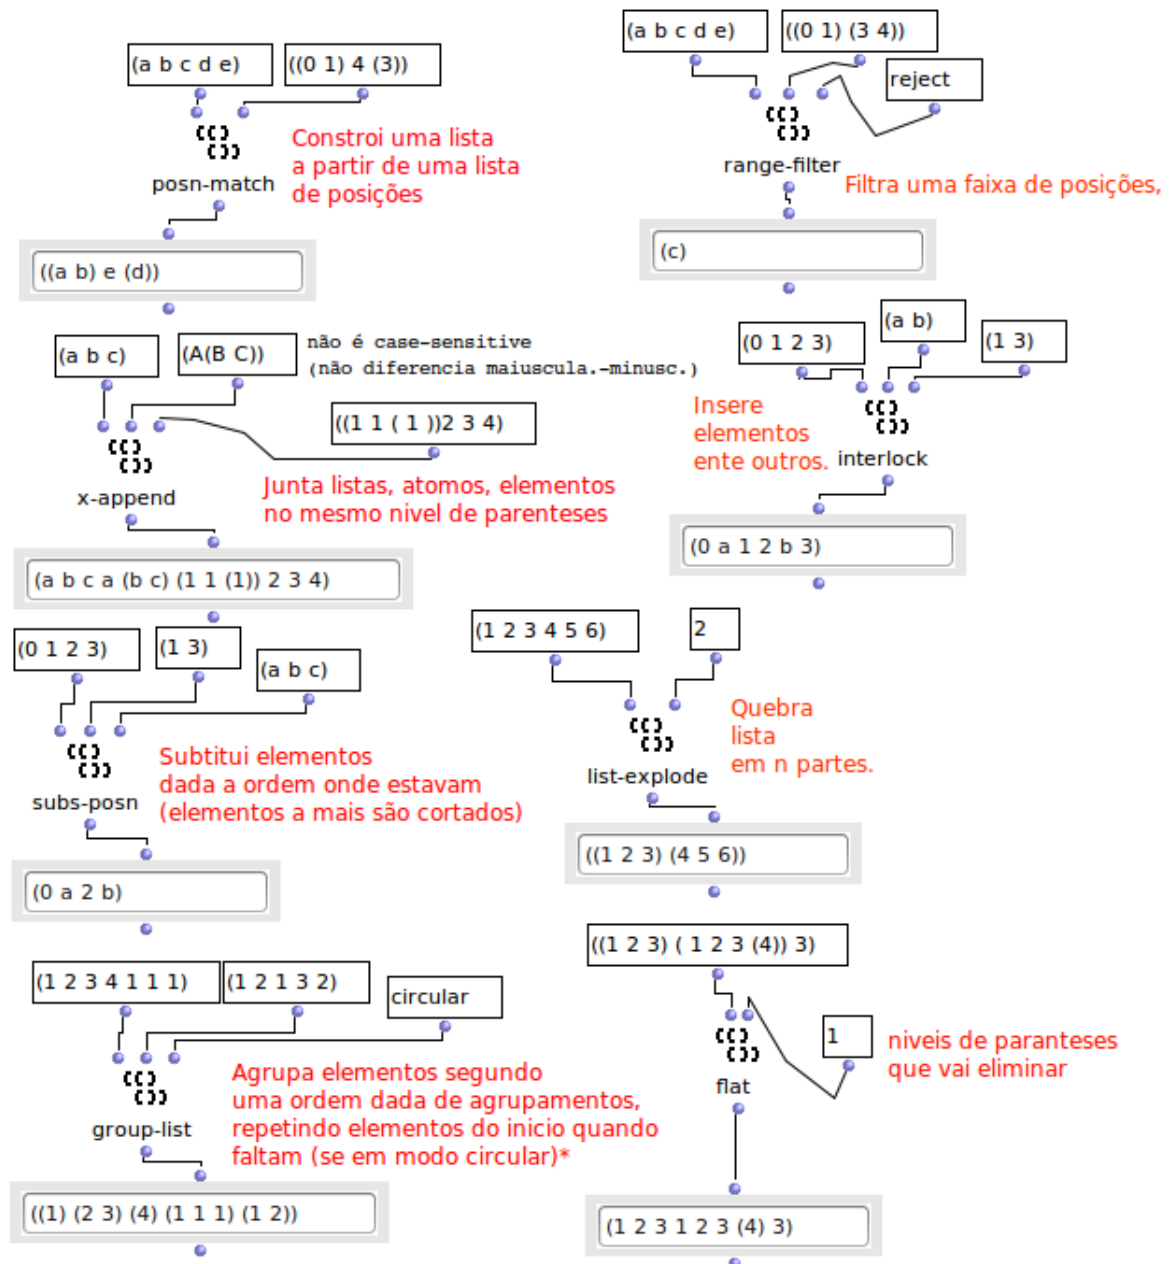 (a b c d e)
((0 1) 4 (3))
Constroi uma lista
a partir de uma lista
de posições
posn-match
((a b) e (d))
(a b c)
(A(B C))
não é case-sensitive
(não diferencia maiuscula.-minusc.)
((1 1 ( 1 ))2 3 4)
x-append
Junta listas, atomos, elementos
no mesmo nivel de parenteses
(a b c a (b c) (1 1 (1)) 2 3 4)
(0 1 2 3)
(1 3)
(a b c)
Subtitui elementos
dada a ordem onde estavam
(elementos a mais são cortados)
subs-posn
(0 a 2 b)
(1 2 3 4 1 1 1)
(1 2 1 3 2)
circular
Agrupa elementos segundo
uma ordem dada de agrupamentos,
repetindo elementos do inicio quando
faltam (se em modo circular)*
group-list
((1) (2 3) (4) (1 1 1) (1 2))
(a b c d e)
((0 1) (3 4))
reject
range-filter
Filtra uma faixa de posições,
(c)
(0 1 2 3)
(a b)
(1 3)
Insere
elementos
ente outros.
interlock
(0 a 1 2 b 3)
(1 2 3 4 5 6)
2
Quebra
lista
em n partes.
list-explode
((1 2 3) (4 5 6))
((1 2 3) ( 1 2 3 (4)) 3)
1
niveis de paranteses
que vai eliminar
flat
(1 2 3 1 2 3 (4) 3)